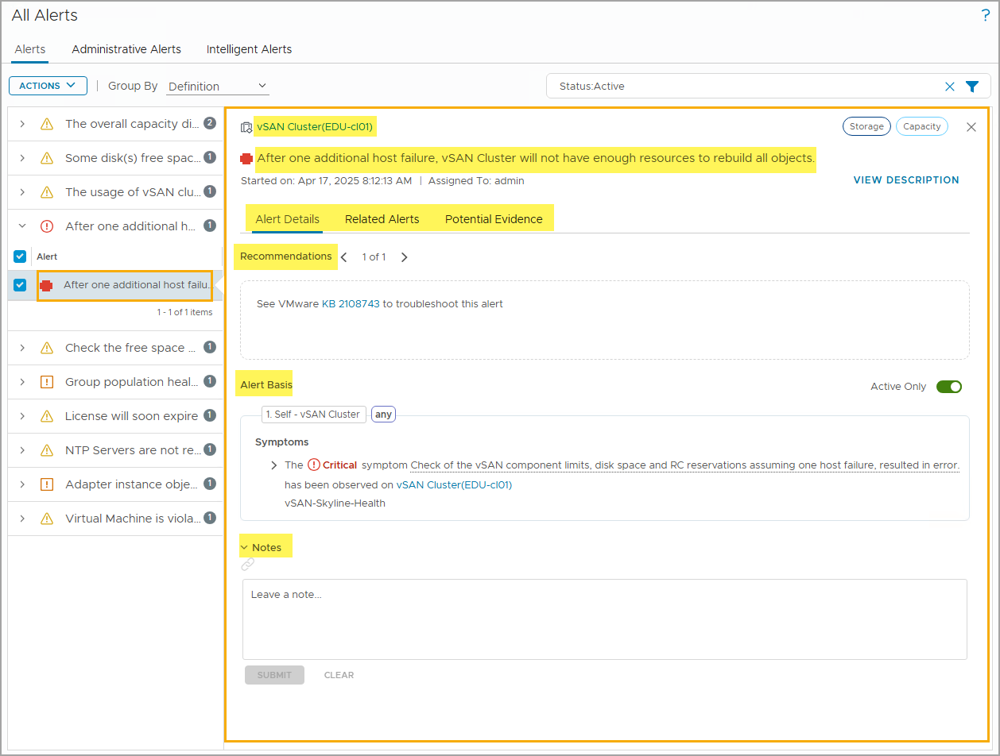 All Alerts
?
Alerts
Administrative Alerts
Intelligent Alerts
ACTIONS
Group By
Definition
Status:Active
The overall capacity di... 2
Some disk(s) free spac... 1
The usage of vSAN clu... 1
After one additional h... 1
Alert
After one additional host failu...
1 - 1 of 1 items
Check the free space ... 1
Group population heal... 1
License will soon expire 1
NTP Servers are not re... 1
Adapter instance obje... 1
Virtual Machine is viola... 1
vSAN Cluster(EDU-cl01)
Storage
Capacity
After one additional host failure, vSAN Cluster will not have enough resources to rebuild all objects.
Started on: Apr 17, 2025 8:12:13 AM | Assigned To: admin
VIEW DESCRIPTION
Alert Details
Related Alerts
Potential Evidence
Recommendations
1 of 1
See VMware KB 2108743 to troubleshoot this alert
Alert Basis
Active Only
1. Self - vSAN Cluster
any
Symptoms
The Critical symptom Check of the vSAN component limits, disk space and RC reservations assuming one host failure, resulted in error.
has been observed on vSAN Cluster(EDU-cl01)
vSAN-Skyline-Health
Notes
Leave a note...
SUBMIT
CLEAR